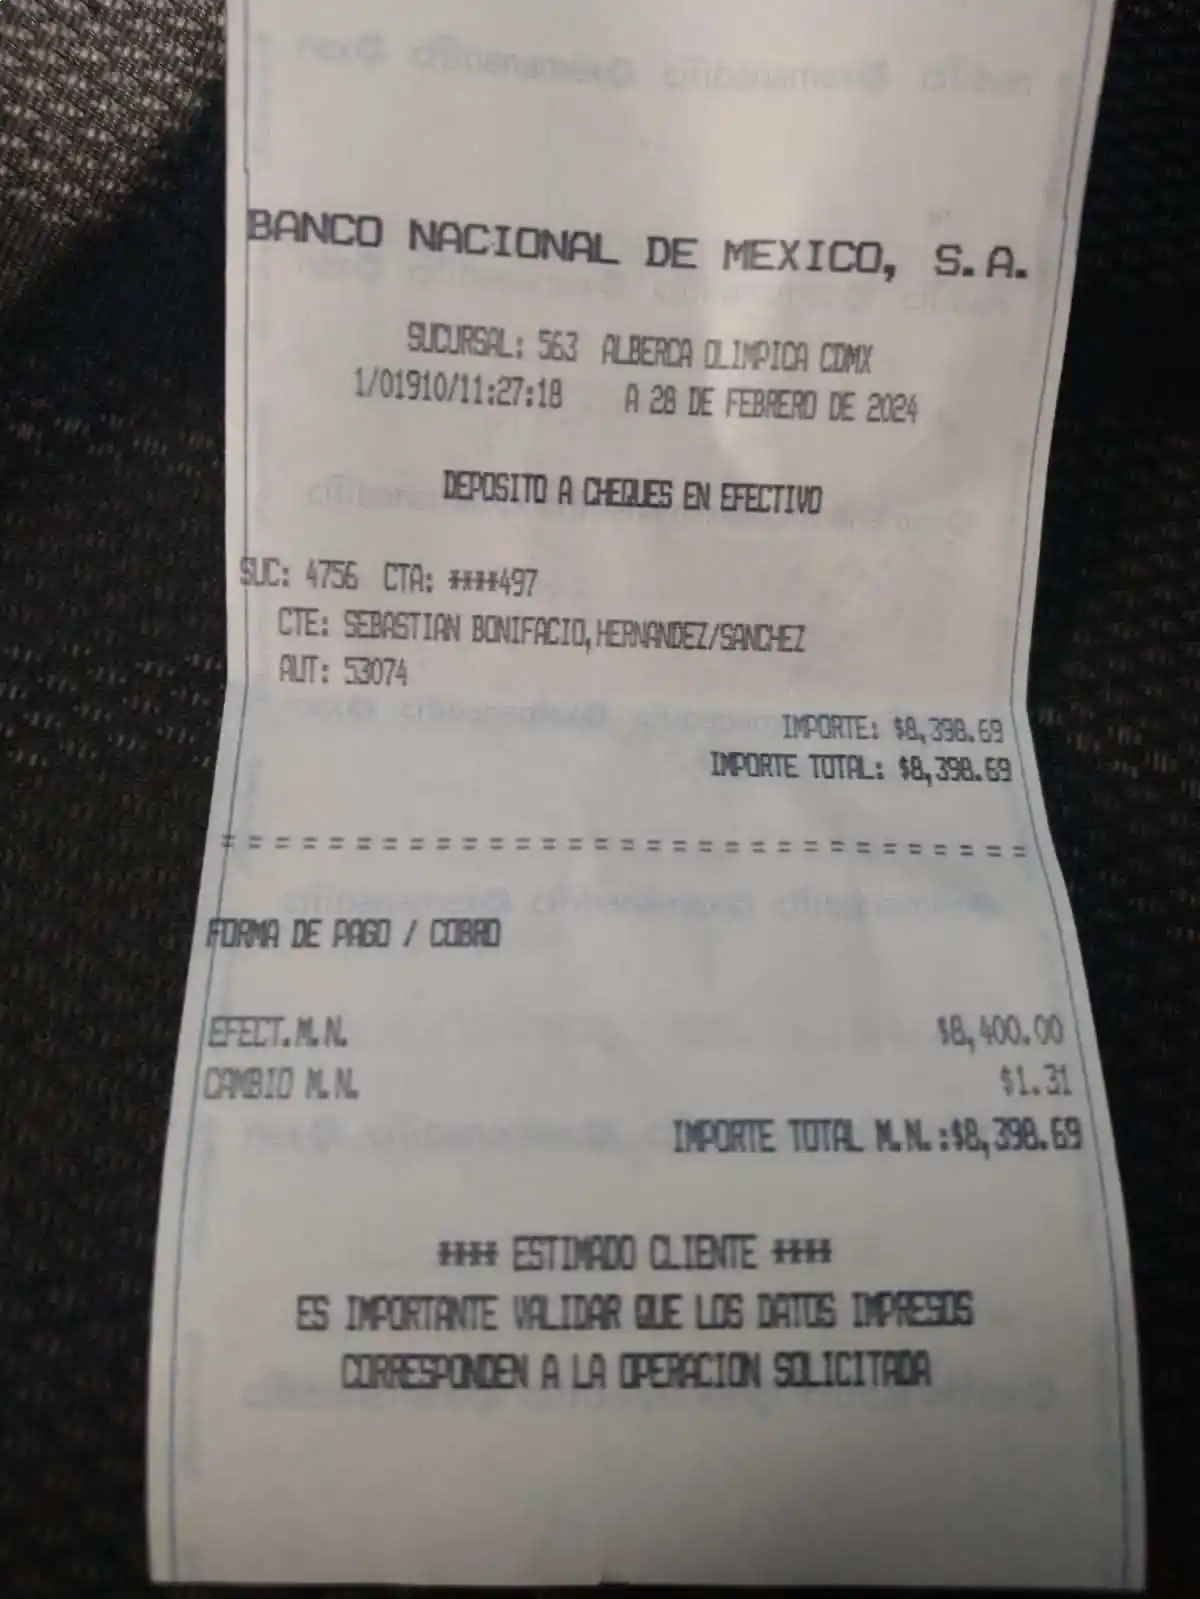 BANCO NACIONAL DE MEXICO, S.A.
SUCURSAL: 563 ALBERCA OLIMPICA CDMX
1/01910/11:27:18 A 28 DE FEBRERO DE 2024
DEPOSITO A CHEQUES EN EFECTIVO
SUC: 4756 CTA: ****497
CTE: SEBASTIAN BONIFACIO,HERNANDEZ/SANCHEZ
AUT: 53074
IMPORTE: $8,398.69
IMPORTE TOTAL: $8,398.69
===============================
FORMA DE PAGO / COBRO
EFECT.M.N. $8,400.00
CAMBIO M.N. $1.31
IMPORTE TOTAL M.N.:$8,398.69
**** ESTIMADO CLIENTE ****
ES IMPORTANTE VALIDAR QUE LOS DATOS IMPRESOS
CORRESPONDEN A LA OPERACION SOLICITADA